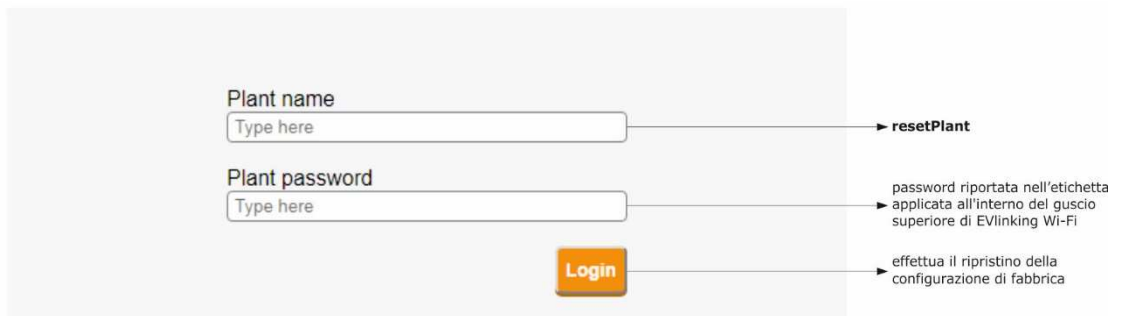 Plant name
Type here
resetPlant
Plant password
Type here
password riportata nell'etichetta
applicata all'interno del guscio
superiore di EVlinking Wi-Fi
Login
effettua il ripristino della
configurazione di fabbrica